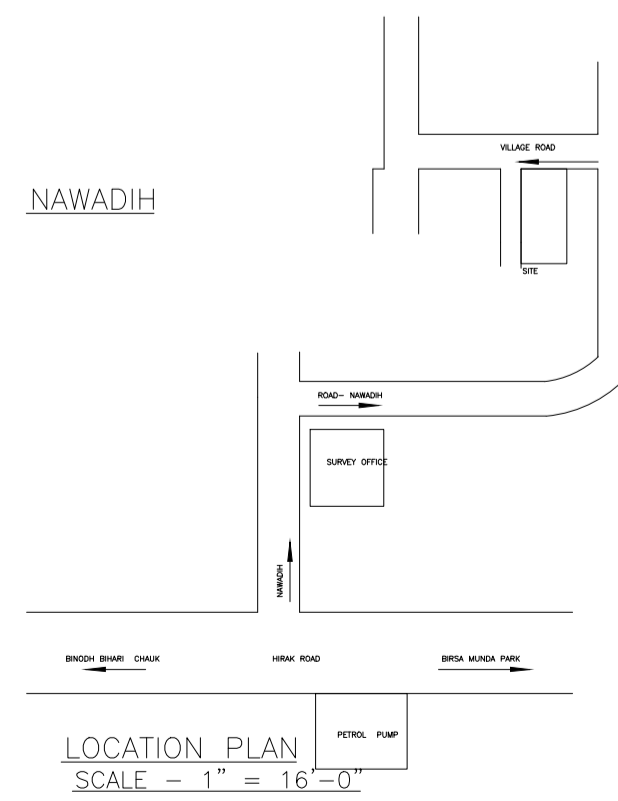 VILLAGE ROAD
NAWADIH
SITE
ROAD- NAWADIH
SURVEY OFFICE
NAWADIH
BINODH BIHARI CHAUK
HIRAK ROAD
BIRSA MUNDA PARK
PETROL PUMP
LOCATION PLAN
SCALE - 1" = 16'-0"